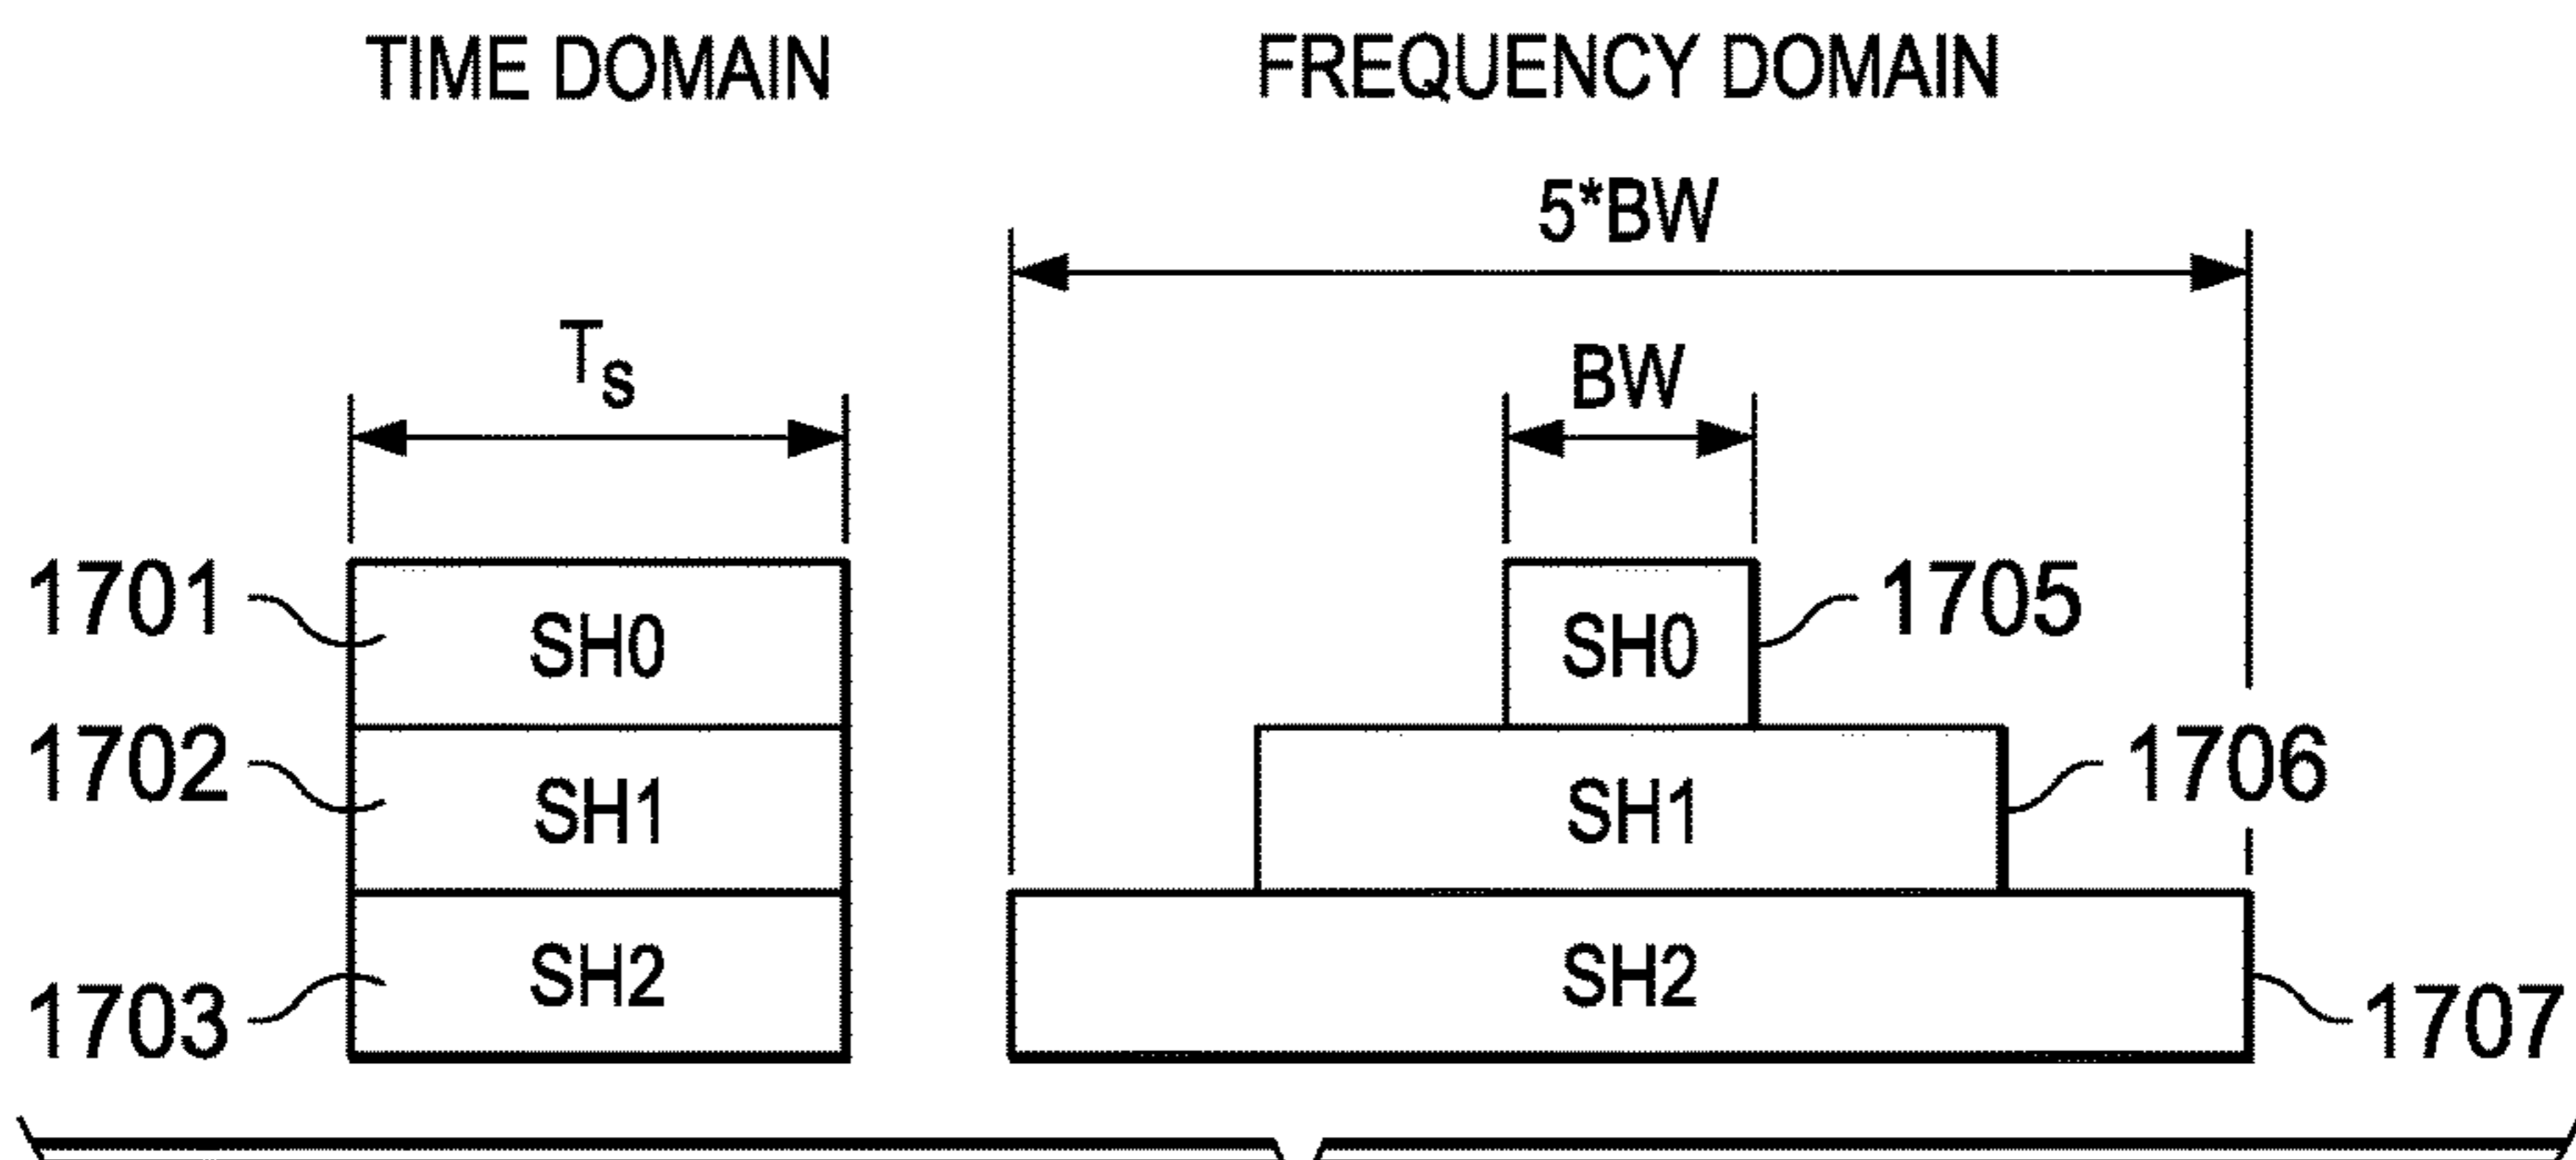 TIME DOMAIN
FREQUENCY DOMAIN
5*BW
Ts
BW
1701
SH0
SH0
1705
1702
SH1
SH1
1706
1703
SH2
SH2
1707